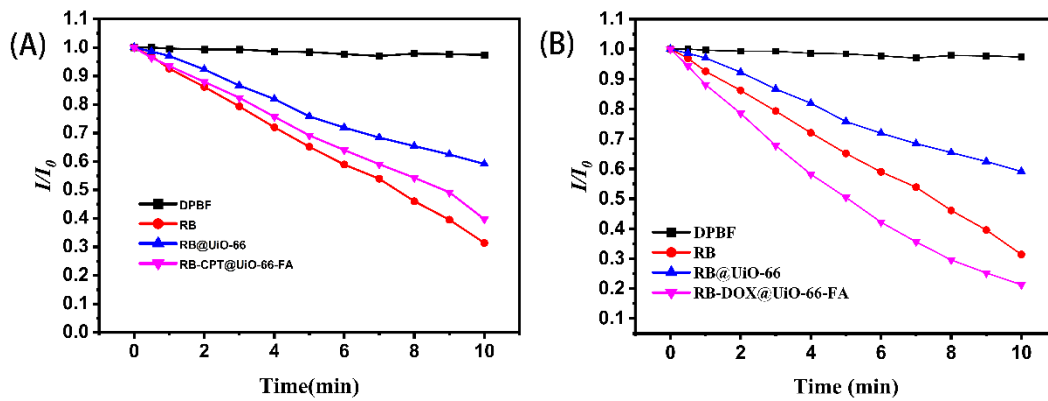 (A)
1.1
1.0
0.9
0.8
0.7
0.6
0.5
0.4
0.3
0.2
0.1
0.0
I/I0
DPBF
RB
RB@UiO-66
RB-CPT@UiO-66-FA
0 2 4 6 8 10
Time(min)
(B)
1.1
1.0
0.9
0.8
0.7
0.6
0.5
0.4
0.3
0.2
0.1
I/I0
DPBF
RB
RB@UiO-66
RB-DOX@UiO-66-FA
0 2 4 6 8 10
Time (min)